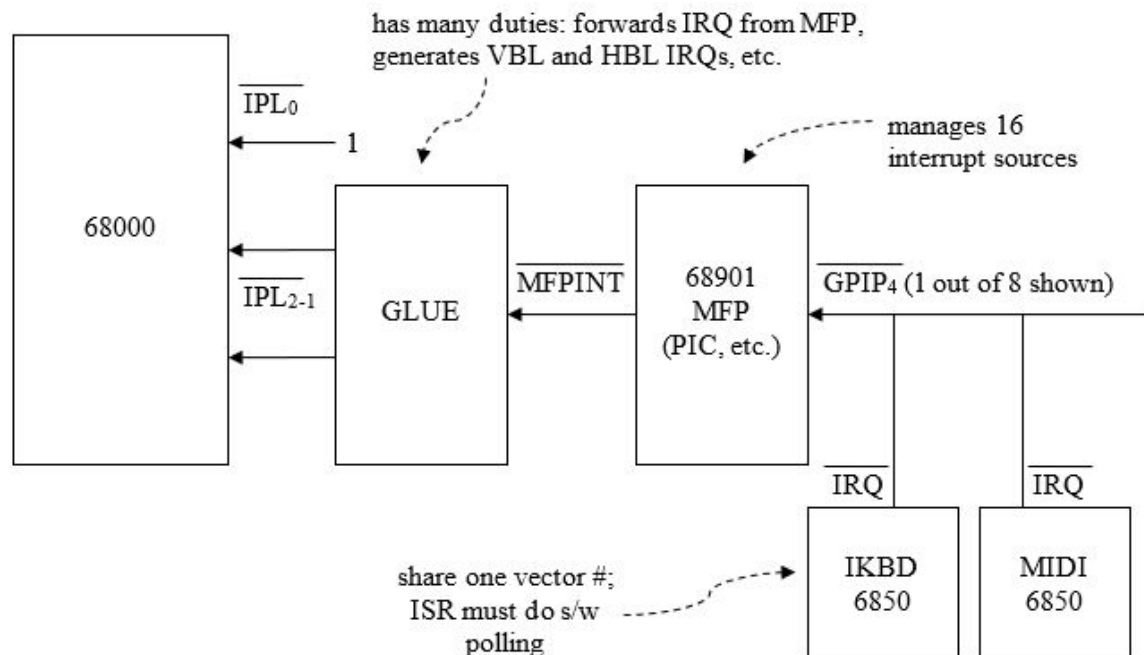 has many duties: forwards IRQ from MFP,
generates VBL and HBL IRQs, etc.
IPL0
1
manages 16
interrupt sources
68000
IPL2-1
GLUE
MFPINT
68901
MFP
(PIC, etc.)
GPIP4 (1 out of 8 shown)
IRQ
IRQ
share one vector #;
ISR must do s/w
polling
IKBD
6850
MIDI
6850